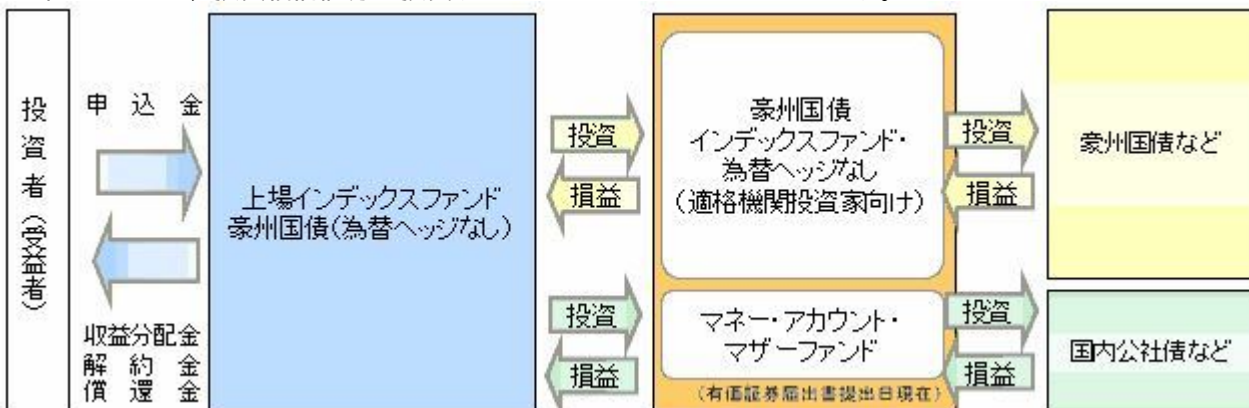 投資者（受益者）
申込金
収益分配金
解約金
償還金
上場インデックスファンド
豪州国債（為替ヘッジなし）
投資
損益
投資
損益
豪州国債
インデックスファンド・
為替ヘッジなし
（適格機関投資家向け）
マネー・アカウント・
マザーファンド
（有価証券届出書提出日現在）
投資
損益
投資
損益
豪州国債など
国内公社債など